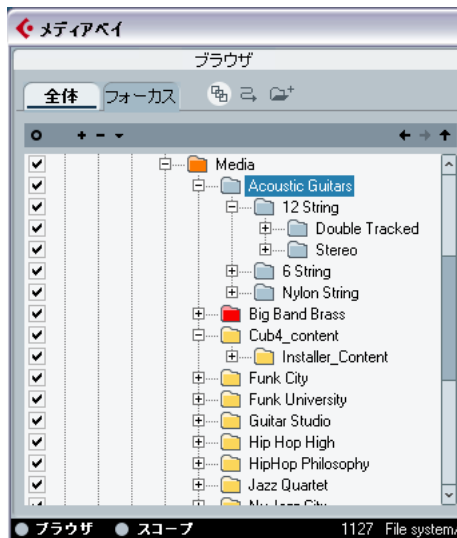 メディアベイ
ブラウザ
全体 フォーカス
Media
Acoustic Guitars
12 String
Double Tracked
Stereo
6 String
Nylon String
Big Band Brass
Cub4_content
Installer_Content
Funk City
Funk University
Guitar Studio
Hip Hop High
HipHop Philosophy
Jazz Quartet
ブラウザ スコープ 1127 File system/